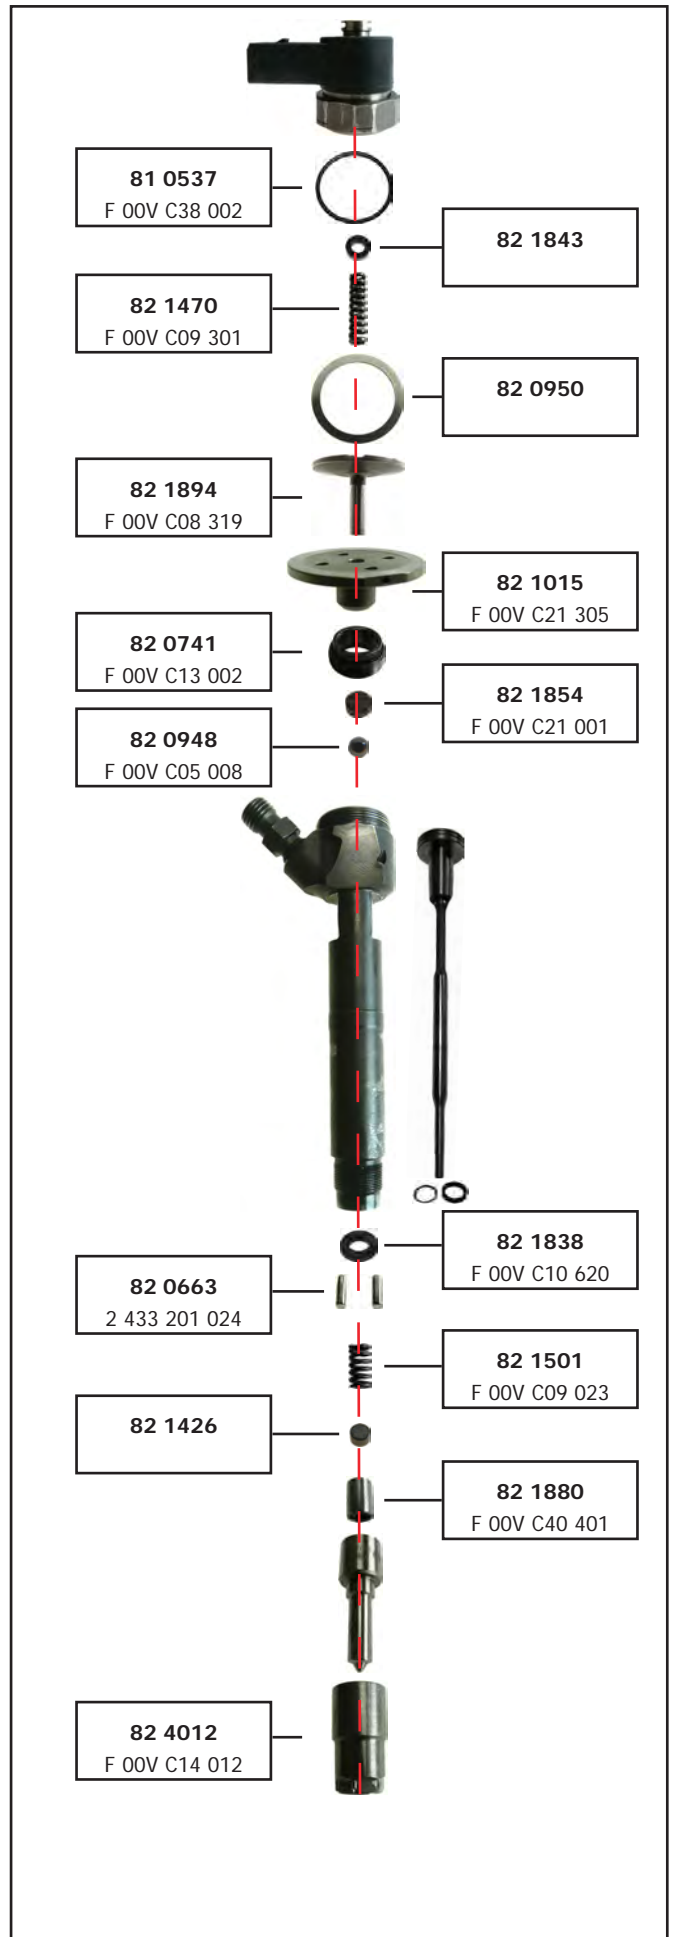 81 0537
F 00V C38 002
82 1843
82 1470
F 00V C09 301
82 0950
82 1894
F 00V C08 319
82 1015
F 00V C21 305
82 0741
F 00V C13 002
82 1854
F 00V C21 001
82 0948
F 00V C05 008
82 1838
F 00V C10 620
82 0663
2 433 201 024
82 1501
F 00V C09 023
82 1426
82 1880
F 00V C40 401
82 4012
F 00V C14 012